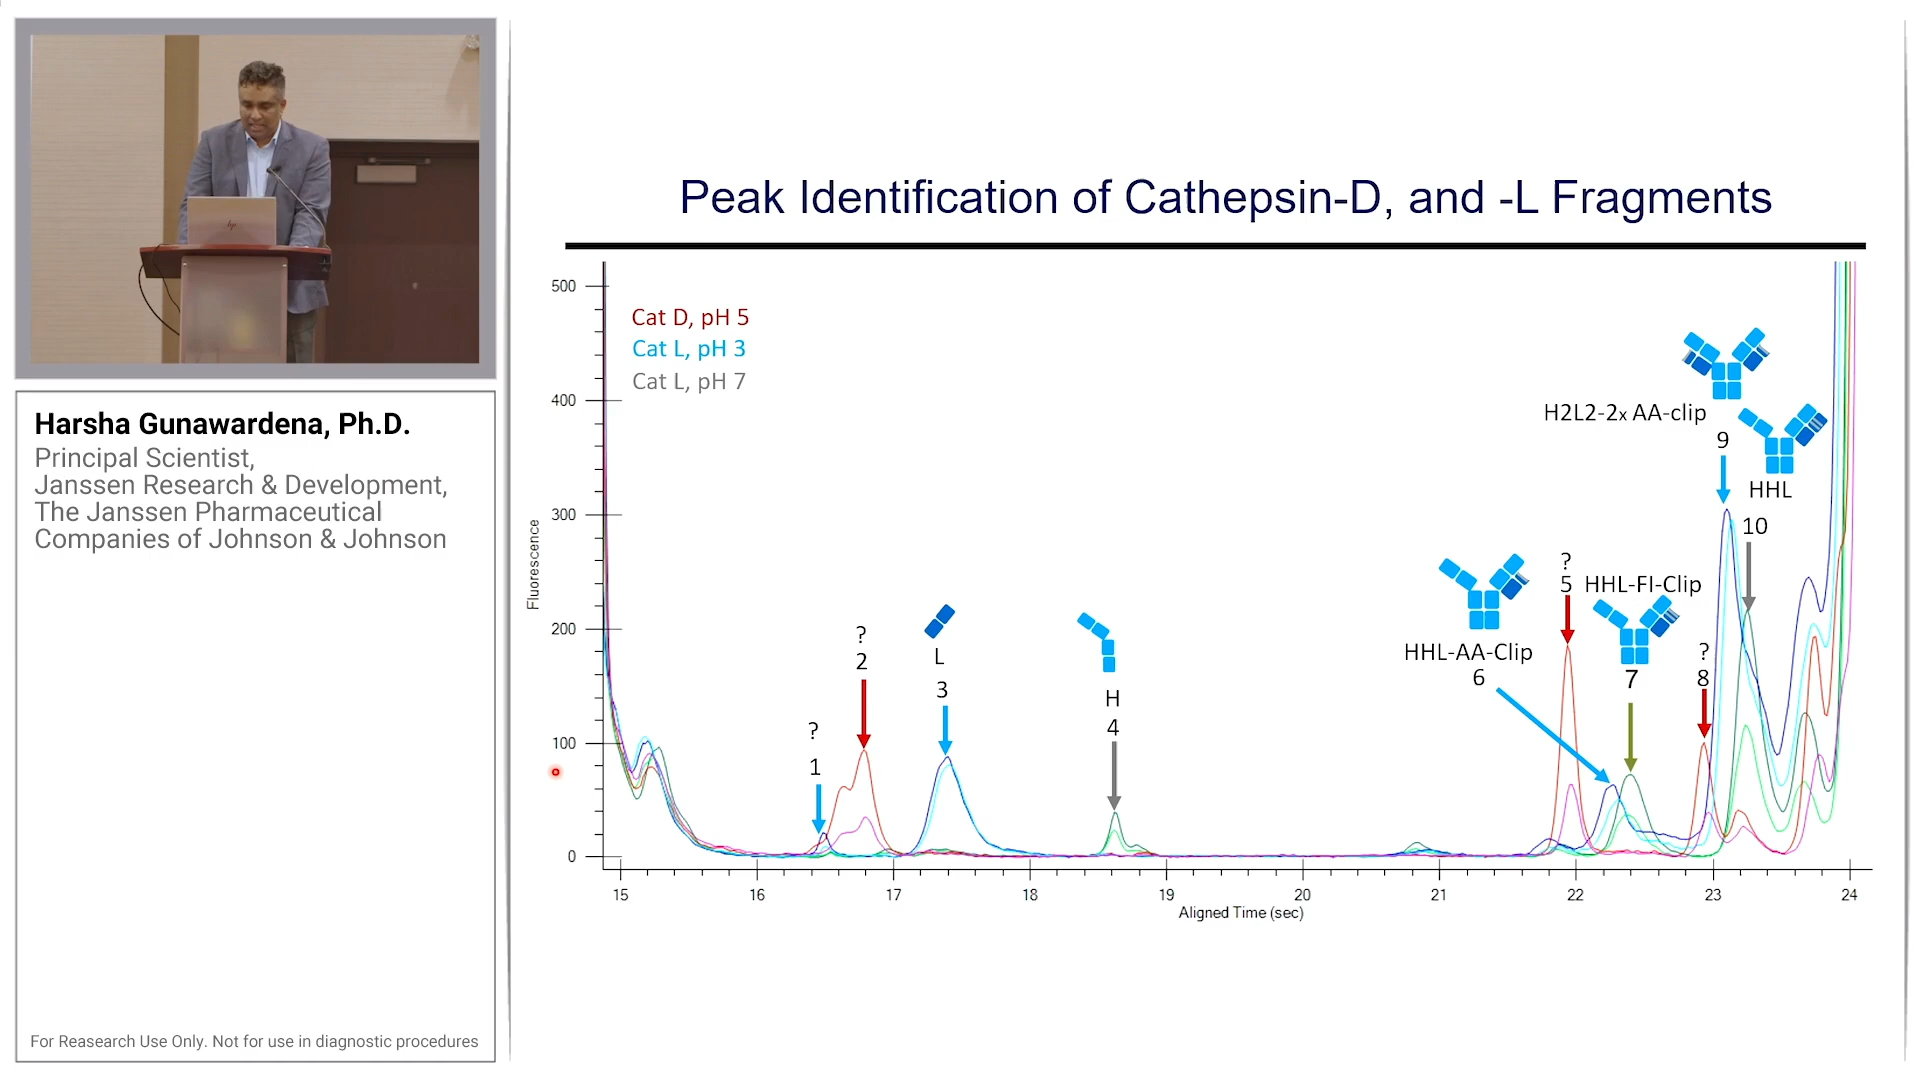 Harsha Gunawardena, Ph.D.
Principal Scientist,
Janssen Research & Development,
The Janssen Pharmaceutical
Companies of Johnson & Johnson
For Reasearch Use Only. Not for use in diagnostic procedures
Peak Identification of Cathepsin-D, and -L Fragments
Cat D, pH 5
Cat L, pH 3
Cat L, pH 7
Fluorescence
500
400
300
200
100
0
?
1
?
2
L
3
H
4
HHL-AA-Clip
6
?
5
HHL-FI-Clip
7
?
8
H2L2-2x AA-clip
9
HHL
10
15
16
17
18
19
20
21
22
23
24
Aligned Time (sec)
hp